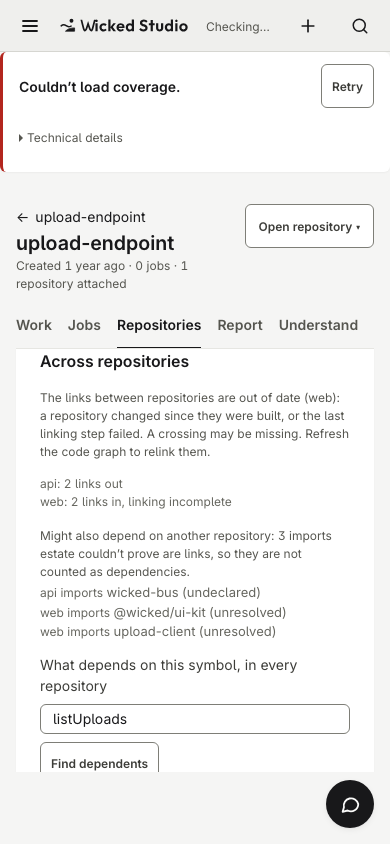 Wicked Studio
Checking...
Couldn't load coverage.
Retry
Technical details
← upload-endpoint
upload-endpoint
Created 1 year ago · 0 jobs · 1
repository attached
Open repository
Work Jobs Repositories Report Understand
Across repositories
The links between repositories are out of date (web):
a repository changed since they were built, or the last
linking step failed. A crossing may be missing. Refresh
the code graph to relink them.
api: 2 links out
web: 2 links in, linking incomplete
Might also depend on another repository: 3 imports
estate couldn't prove are links, so they are not
counted as dependencies.
api imports wicked-bus (undeclared)
web imports @wicked/ui-kit (unresolved)
web imports upload-client (unresolved)
What depends on this symbol, in every
repository
listUploads
Find dependents